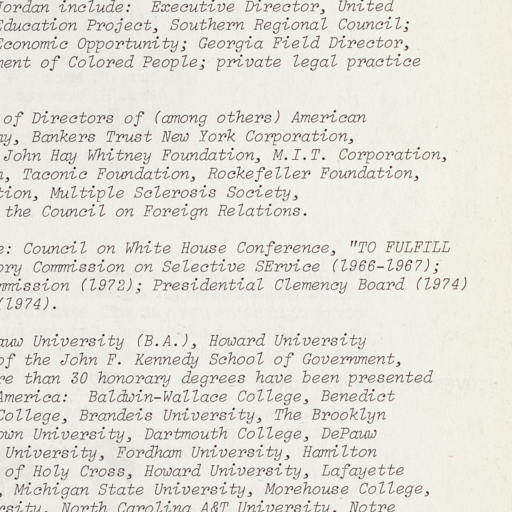 Jordan include:  Executive Director, United
Education Project, Southern Regional Council;
Economic Opportunity; Georgia Field Director,
ment of Colored People; private legal practice
of Directors of (among others) American
ny, Bankers Trust New York Corporation,
John Hay Whitney Foundation, M.I.T. Corporation,
n, Taconic Foundation, Rockefeller Foundation,
tion, Multiple Sclerosis Society,
the Council on Foreign Relations.
e: Council on White House Conference, "TO FULFILL
ory Commission on Selective SErvice (l966-l967);
mmission (l972); Presidential Clemency Board (l974)
(l974).
auw University (B.A.), Howard University
of the John F. Kennedy School of Government,
re than 30 honorary degrees have been presented
America:  Baldwin-Wallace College, Benedict
College, Brandeis University, The Brooklyn
own University, Dartmouth College, DePauw
University, Fordham University, Hamilton
of Holy Cross, Howard University, Lafayette
, Michigan State University, Morehouse College,
rsity, North Carolina A&T University, Notre